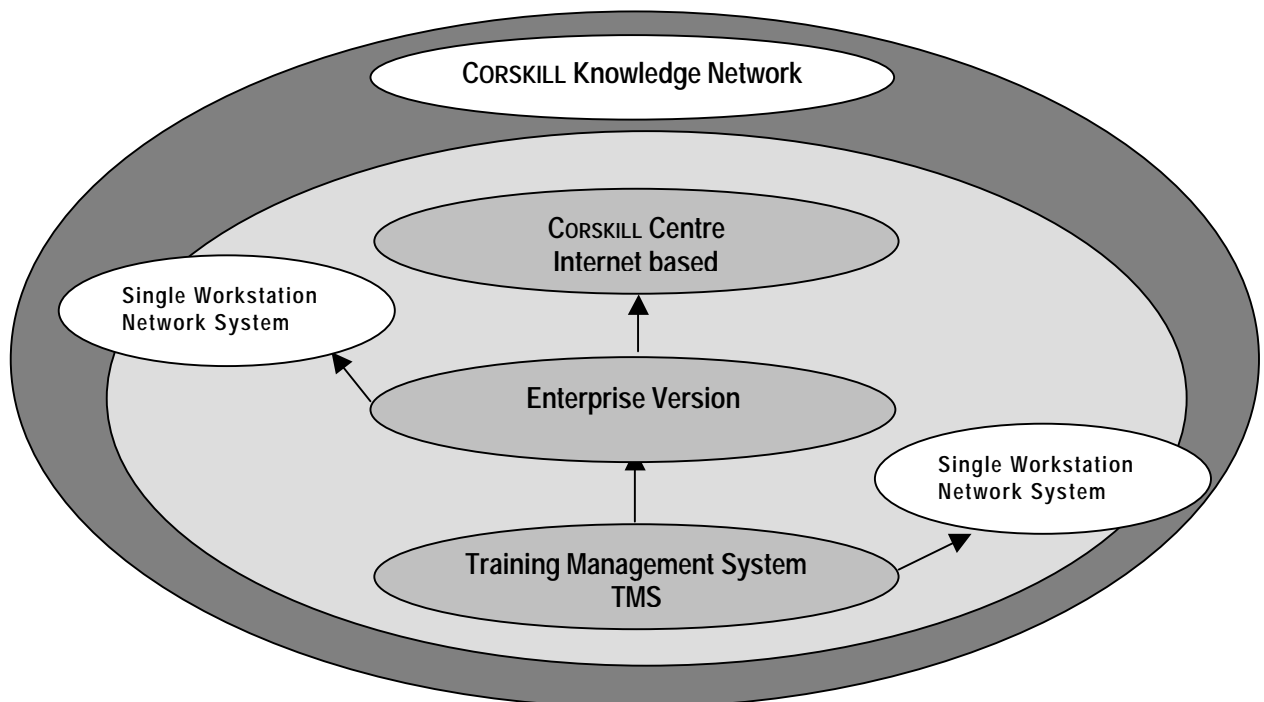 CORSKILL Knowledge Network
CORSKILL Centre
Internet based
Single Workstation
Network System
Enterprise Version
Single Workstation
Network System
Training Management System
TMS